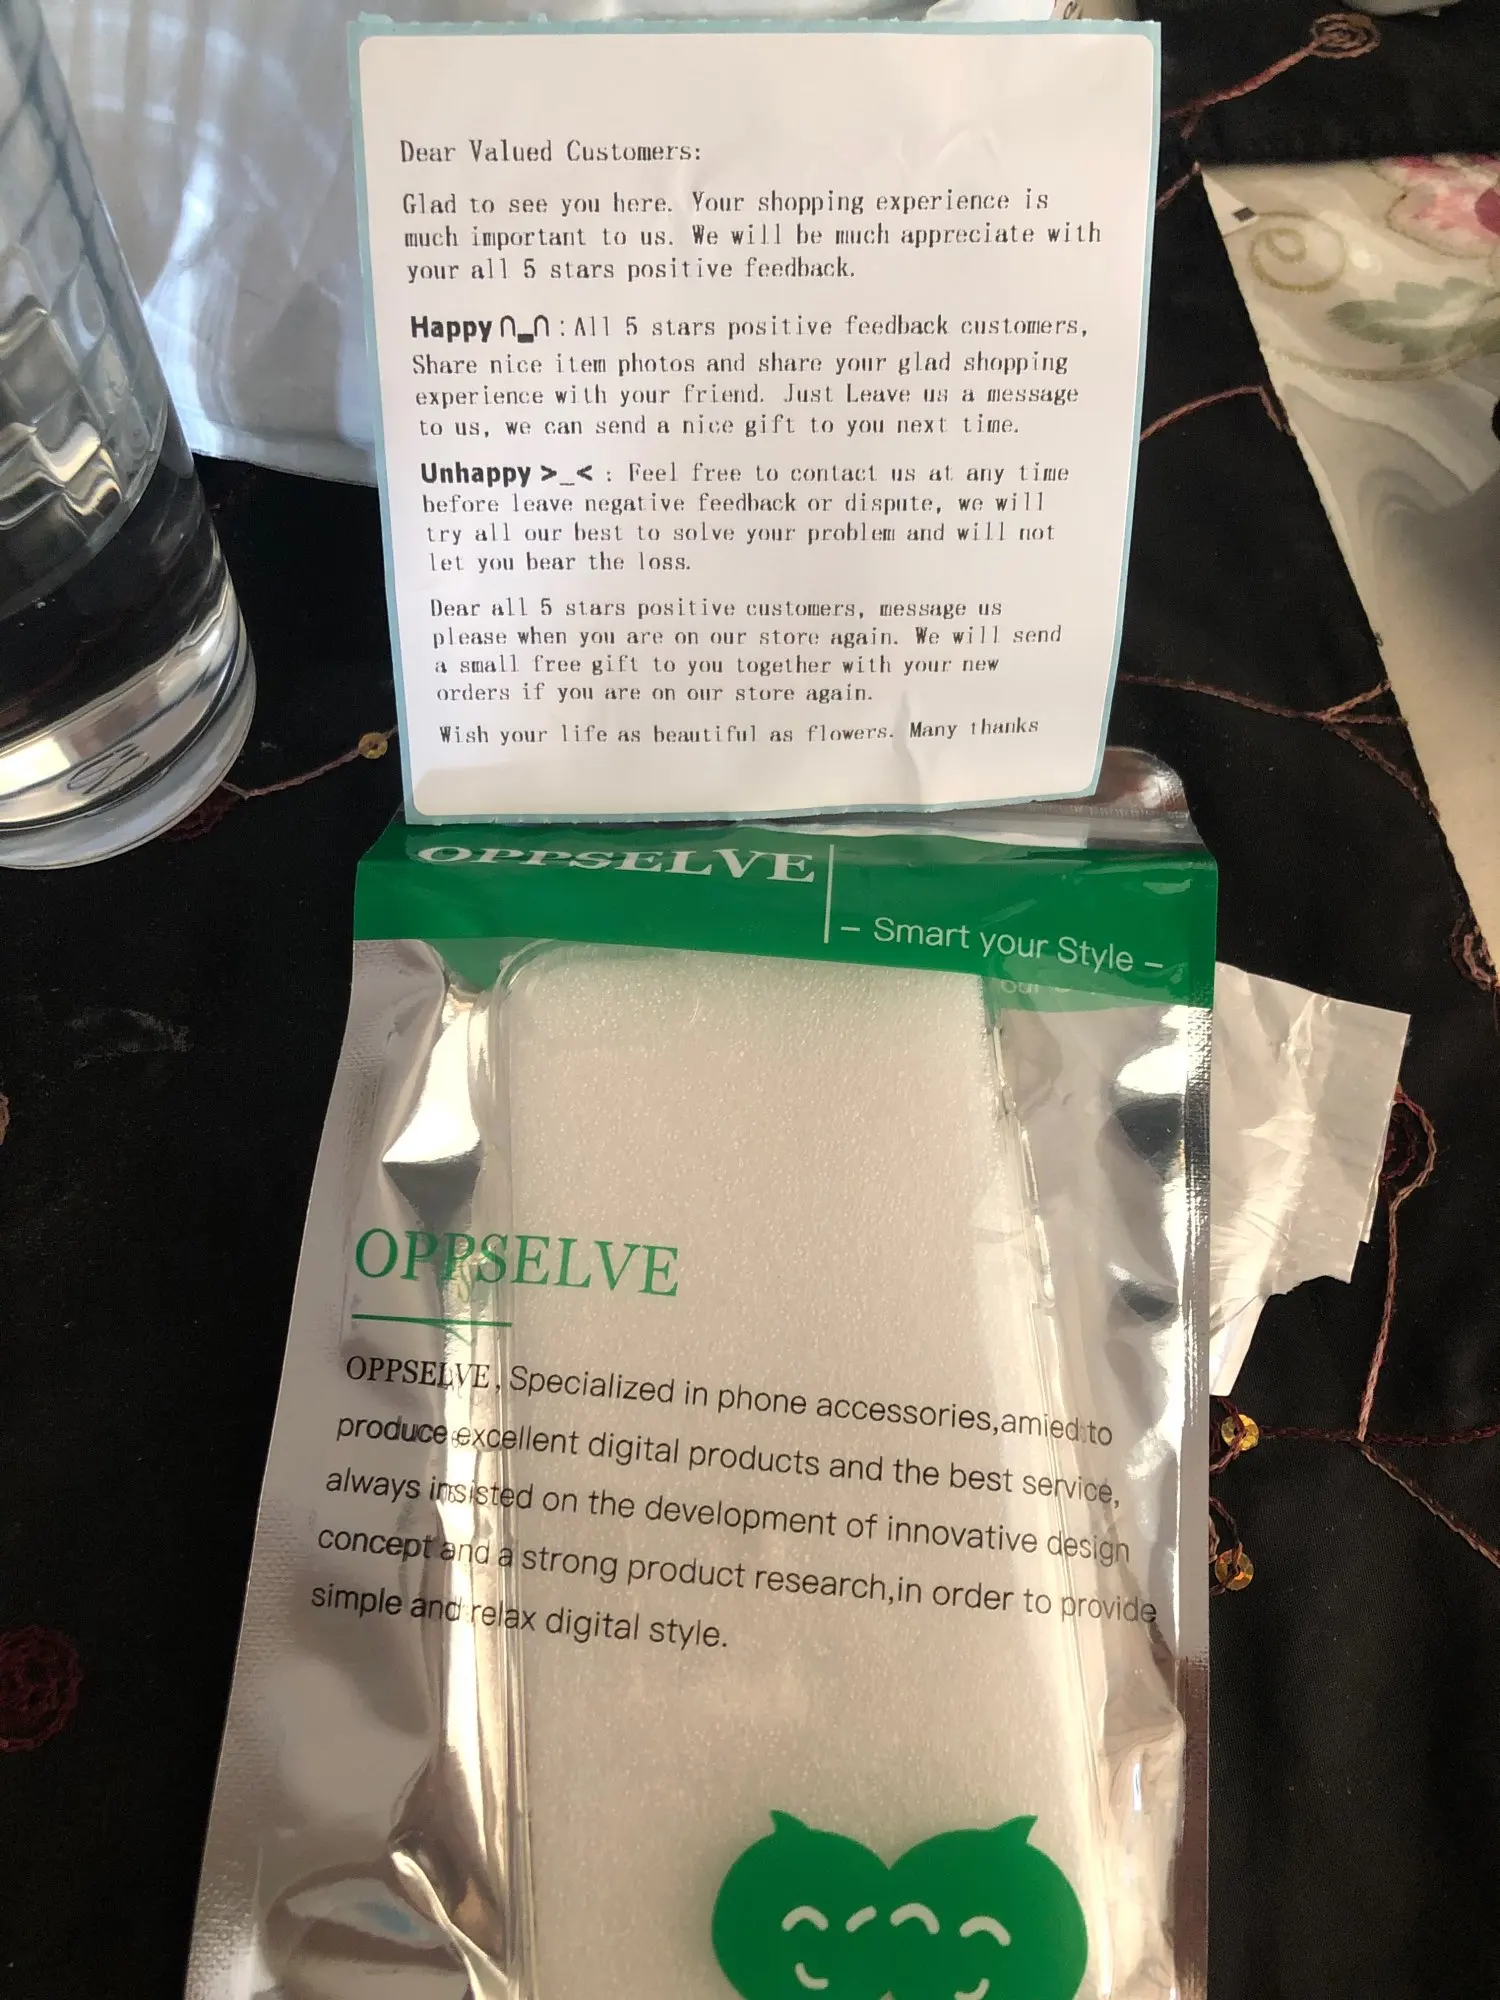 Dear Valued Customers:
Glad to see you here. Your shopping experience is
much important to us. We will be much appreciate with
your all 5 stars positive feedback.
Happy ∩_∩ : All 5 stars positive feedback customers,
Share nice item photos and share your glad shopping
experience with your friend. Just Leave us a message
to us, we can send a nice gift to you next time.
Unhappy >_< : Feel free to contact us at any time
before leave negative feedback or dispute, we will
try all our best to solve your problem and will not
let you bear the loss.
Dear all 5 stars positive customers, message us
please when you are on our store again. We will send
a small free gift to you together with your new
orders if you are on our store again.
Wish your life as beautiful as flowers. Many thanks
OPPSELVE
– Smart your Style –
OPPSELVE
OPPSELVE, Specialized in phone accessories,amied to
produce excellent digital products and the best service,
always insisted on the development of innovative design
concept and a strong product research,in order to provide
simple and relax digital style.